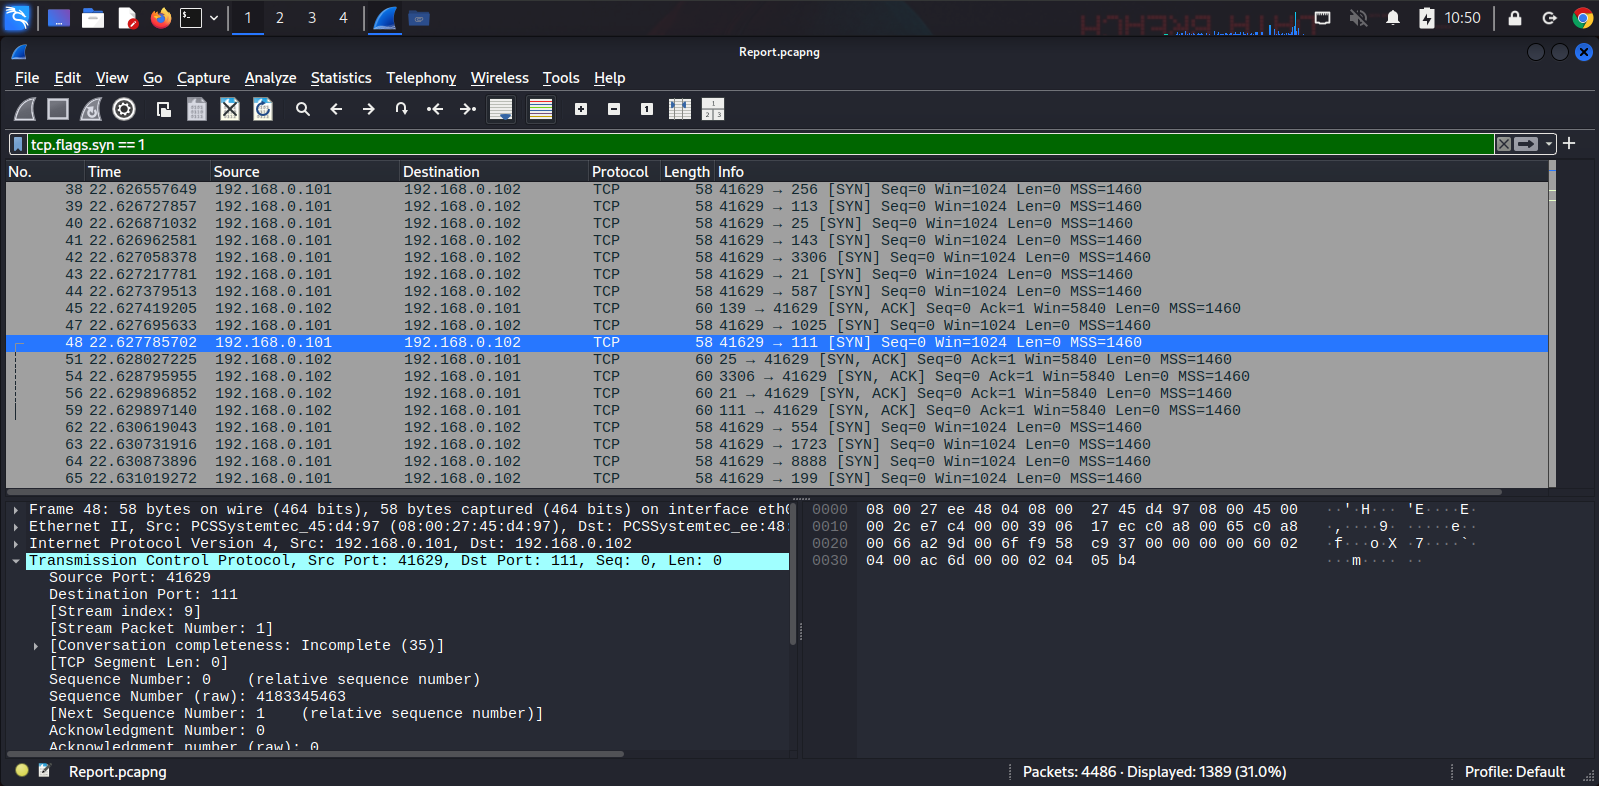 1 2 3 4 10:50
Report.pcapng
File Edit View Go Capture Analyze Statistics Telephony Wireless Tools Help
tcp.flags.syn == 1
No. Time Source Destination Protocol Length Info
38 22.626557649 192.168.0.101 192.168.0.102 TCP 58 41629 → 256 [SYN] Seq=0 Win=1024 Len=0 MSS=1460
39 22.626727857 192.168.0.101 192.168.0.102 TCP 58 41629 → 113 [SYN] Seq=0 Win=1024 Len=0 MSS=1460
40 22.626871032 192.168.0.101 192.168.0.102 TCP 58 41629 → 25 [SYN] Seq=0 Win=1024 Len=0 MSS=1460
41 22.626962581 192.168.0.101 192.168.0.102 TCP 58 41629 → 143 [SYN] Seq=0 Win=1024 Len=0 MSS=1460
42 22.627058378 192.168.0.101 192.168.0.102 TCP 58 41629 → 3306 [SYN] Seq=0 Win=1024 Len=0 MSS=1460
43 22.627217781 192.168.0.101 192.168.0.102 TCP 58 41629 → 21 [SYN] Seq=0 Win=1024 Len=0 MSS=1460
44 22.627379513 192.168.0.101 192.168.0.102 TCP 58 41629 → 587 [SYN] Seq=0 Win=1024 Len=0 MSS=1460
45 22.627419205 192.168.0.102 192.168.0.101 TCP 60 139 → 41629 [SYN, ACK] Seq=0 Ack=1 Win=5840 Len=0 MSS=1460
47 22.627695633 192.168.0.101 192.168.0.102 TCP 58 41629 → 1025 [SYN] Seq=0 Win=1024 Len=0 MSS=1460
48 22.627785702 192.168.0.101 192.168.0.102 TCP 58 41629 → 111 [SYN] Seq=0 Win=1024 Len=0 MSS=1460
51 22.628027225 192.168.0.102 192.168.0.101 TCP 60 25 → 41629 [SYN, ACK] Seq=0 Ack=1 Win=5840 Len=0 MSS=1460
54 22.628795955 192.168.0.102 192.168.0.101 TCP 60 3306 → 41629 [SYN, ACK] Seq=0 Ack=1 Win=5840 Len=0 MSS=1460
56 22.629896852 192.168.0.102 192.168.0.101 TCP 60 21 → 41629 [SYN, ACK] Seq=0 Ack=1 Win=5840 Len=0 MSS=1460
59 22.629897140 192.168.0.102 192.168.0.101 TCP 60 111 → 41629 [SYN, ACK] Seq=0 Ack=1 Win=5840 Len=0 MSS=1460
62 22.630619043 192.168.0.101 192.168.0.102 TCP 58 41629 → 554 [SYN] Seq=0 Win=1024 Len=0 MSS=1460
63 22.630731916 192.168.0.101 192.168.0.102 TCP 58 41629 → 1723 [SYN] Seq=0 Win=1024 Len=0 MSS=1460
64 22.630873896 192.168.0.101 192.168.0.102 TCP 58 41629 → 8888 [SYN] Seq=0 Win=1024 Len=0 MSS=1460
65 22.631019272 192.168.0.101 192.168.0.102 TCP 58 41629 → 199 [SYN] Seq=0 Win=1024 Len=0 MSS=1460
Frame 48: 58 bytes on wire (464 bits), 58 bytes captured (464 bits) on interface eth0
Ethernet II, Src: PCSSystemtec_45:d4:97 (08:00:27:45:d4:97), Dst: PCSSystemtec_ee:48:
Internet Protocol Version 4, Src: 192.168.0.101, Dst: 192.168.0.102
Transmission Control Protocol, Src Port: 41629, Dst Port: 111, Seq: 0, Len: 0
Source Port: 41629
Destination Port: 111
[Stream index: 9]
[Stream Packet Number: 1]
[Conversation completeness: Incomplete (35)]
[TCP Segment Len: 0]
Sequence Number: 0 (relative sequence number)
Sequence Number (raw): 4183345463
[Next Sequence Number: 1 (relative sequence number)]
Acknowledgment Number: 0
Acknowledgment number (raw): 0
0000 08 00 27 ee 48 04 08 00 27 45 d4 97 08 00 45 00 ··'·H··· 'E····E·
0010 00 2c e7 c4 00 00 39 06 17 ec c0 a8 00 65 c0 a8 ·,····9· ·····e··
0020 00 66 a2 9d 00 6f f9 58 c9 37 00 00 00 00 60 02 ·f···o·X ·7····`·
0030 04 00 ac 6d 00 00 02 04 05 b4 ···m···· ··
Report.pcapng
Packets: 4486 · Displayed: 1389 (31.0%)
Profile: Default